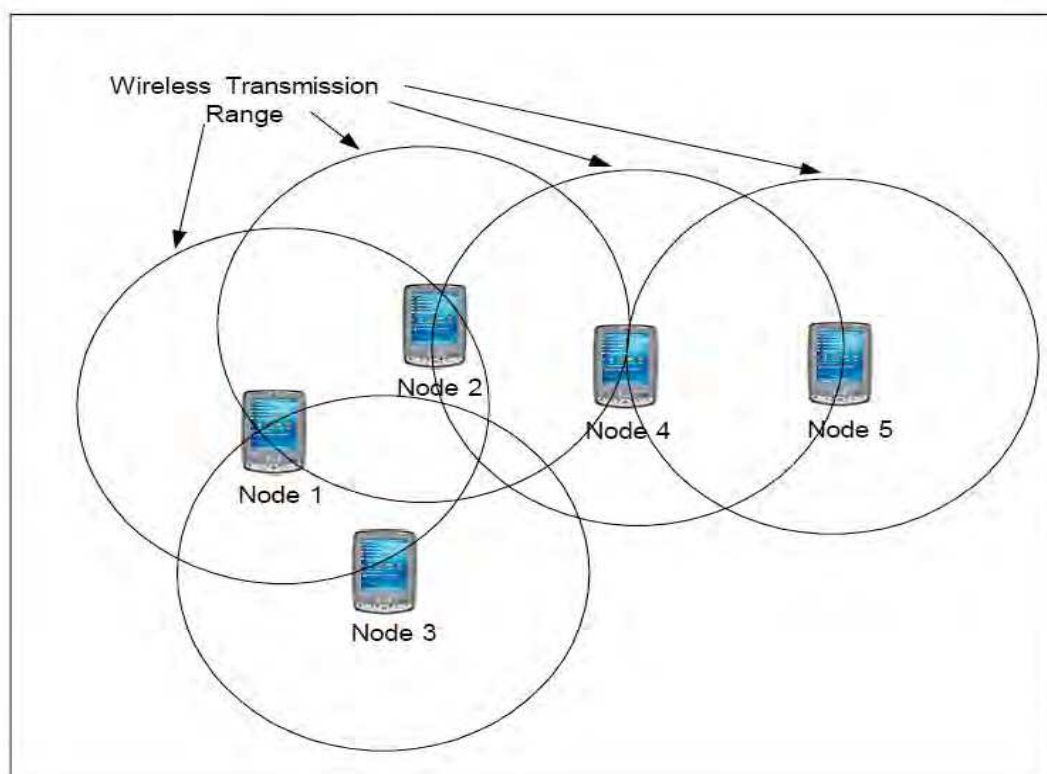 Wireless Transmission
Range
Node 2
Node 4
Node 5
Node 1
Node 3